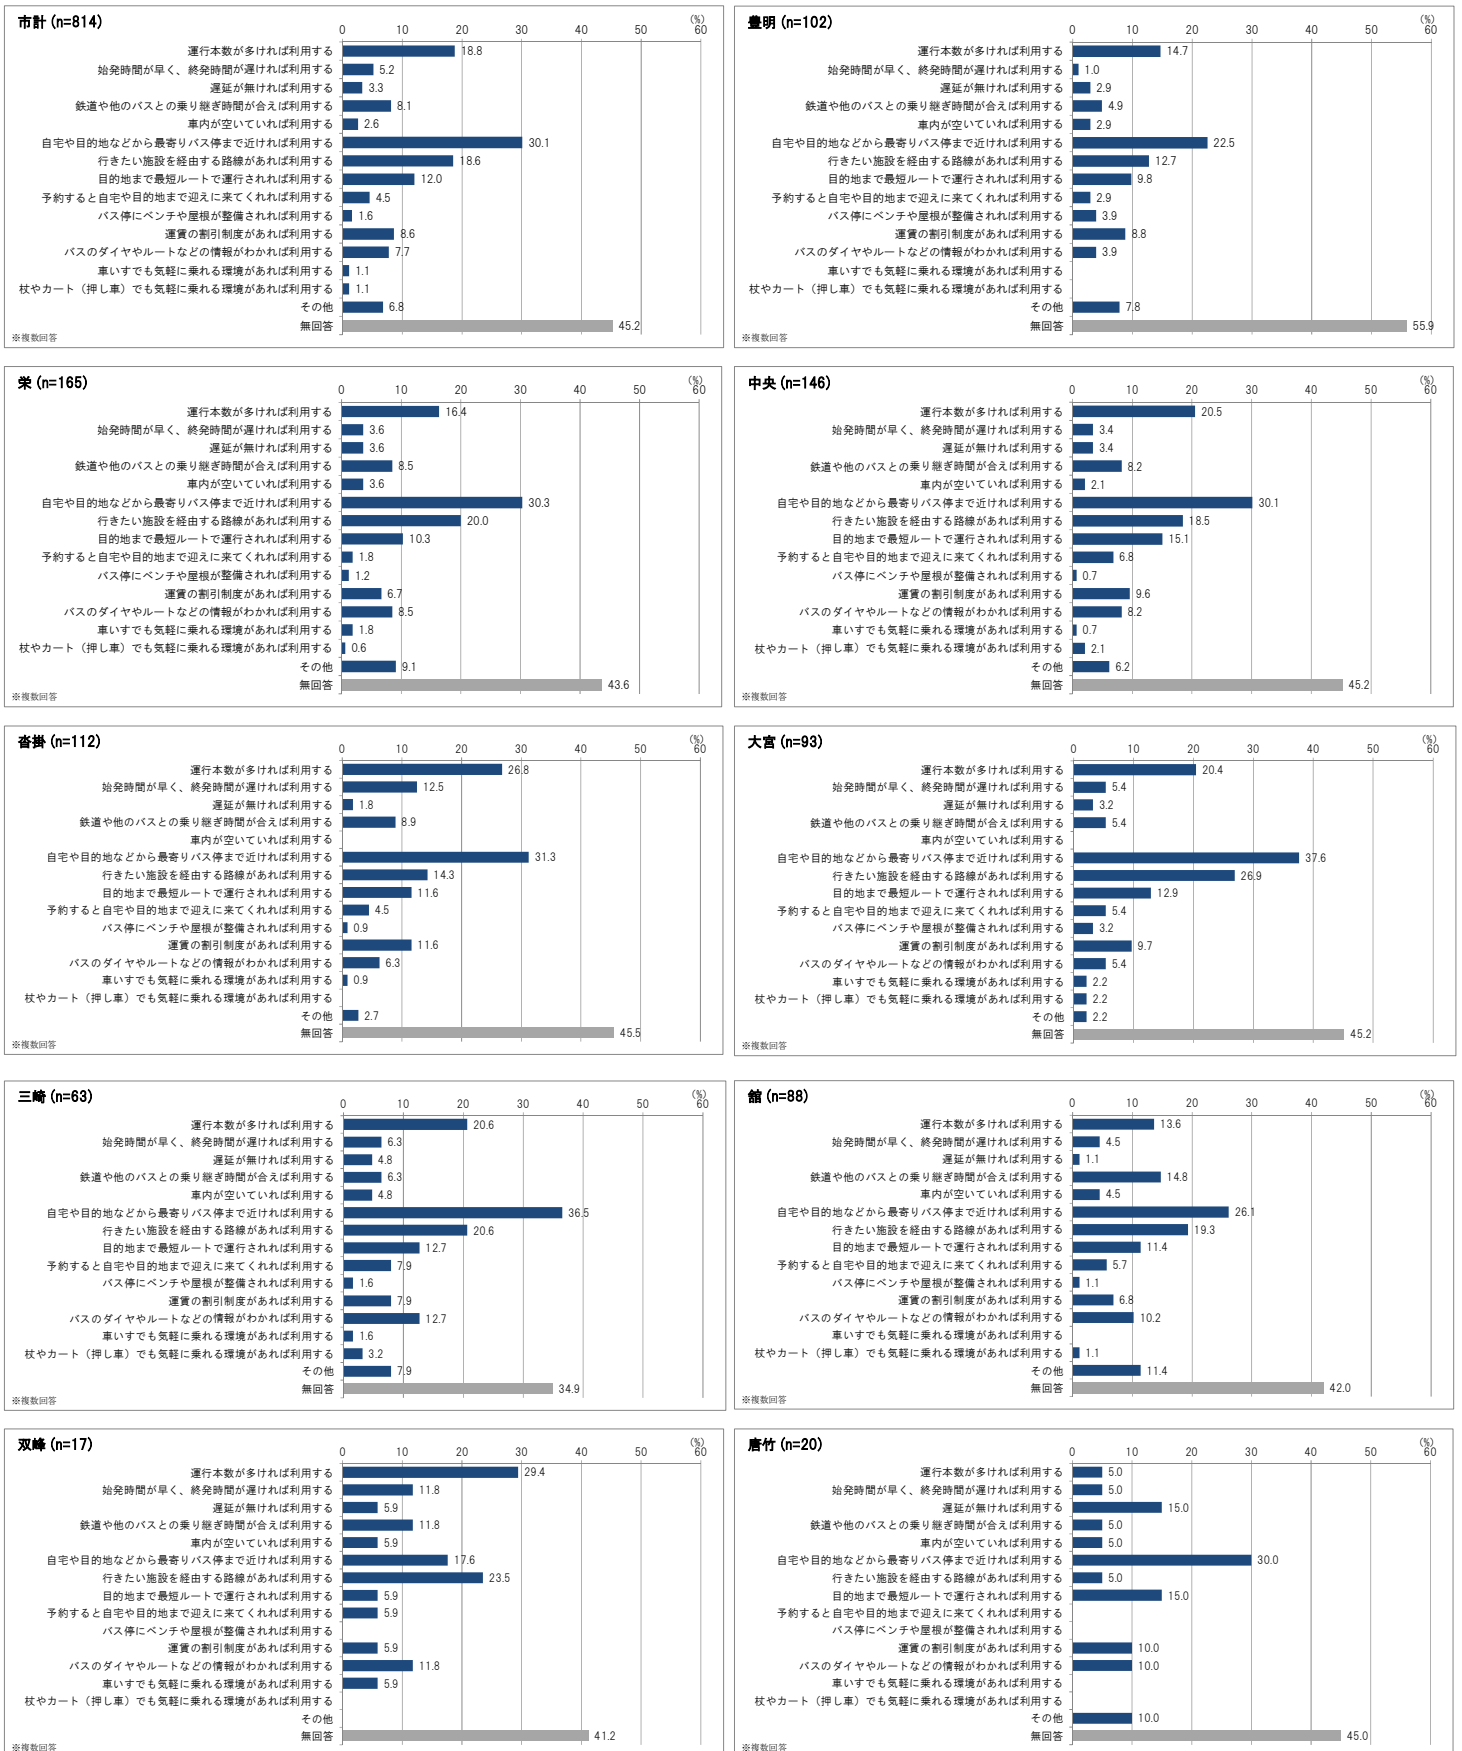 市計 (n=814)
(%)
0 10 20 30 40 50 60
運行本数が多ければ利用する 18.8
始発時間が早く、終発時間が遅ければ利用する 5.2
遅延が無ければ利用する 3.3
鉄道や他のバスとの乗り継ぎ時間が合えば利用する 8.1
車内が空いていれば利用する 2.6
自宅や目的地などから最寄りバス停まで近ければ利用する 30.1
行きたい施設を経由する路線があれば利用する 18.6
目的地まで最短ルートで運行されれば利用する 12.0
予約すると自宅や目的地まで迎えに来てくれれば利用する 4.5
バス停にベンチや屋根が整備されれば利用する 1.6
運賃の割引制度があれば利用する 8.6
バスのダイヤやルートなどの情報がわかれば利用する 7.7
車いすでも気軽に乗れる環境があれば利用する 1.1
杖やカート（押し車）でも気軽に乗れる環境があれば利用する 1.1
その他 6.8
無回答 45.2
※複数回答
豊明 (n=102)
(%)
0 10 20 30 40 50 60
運行本数が多ければ利用する 14.7
始発時間が早く、終発時間が遅ければ利用する 1.0
遅延が無ければ利用する 2.9
鉄道や他のバスとの乗り継ぎ時間が合えば利用する 4.9
車内が空いていれば利用する 2.9
自宅や目的地などから最寄りバス停まで近ければ利用する 22.5
行きたい施設を経由する路線があれば利用する 12.7
目的地まで最短ルートで運行されれば利用する 9.8
予約すると自宅や目的地まで迎えに来てくれれば利用する 2.9
バス停にベンチや屋根が整備されれば利用する 3.9
運賃の割引制度があれば利用する 8.8
バスのダイヤやルートなどの情報がわかれば利用する 3.9
車いすでも気軽に乗れる環境があれば利用する
杖やカート（押し車）でも気軽に乗れる環境があれば利用する
その他 7.8
無回答 55.9
※複数回答
栄 (n=165)
(%)
0 10 20 30 40 50 60
運行本数が多ければ利用する 16.4
始発時間が早く、終発時間が遅ければ利用する 3.6
遅延が無ければ利用する 3.6
鉄道や他のバスとの乗り継ぎ時間が合えば利用する 8.5
車内が空いていれば利用する 3.6
自宅や目的地などから最寄りバス停まで近ければ利用する 30.3
行きたい施設を経由する路線があれば利用する 20.0
目的地まで最短ルートで運行されれば利用する 10.3
予約すると自宅や目的地まで迎えに来てくれれば利用する 1.8
バス停にベンチや屋根が整備されれば利用する 1.2
運賃の割引制度があれば利用する 6.7
バスのダイヤやルートなどの情報がわかれば利用する 8.5
車いすでも気軽に乗れる環境があれば利用する 1.8
杖やカート（押し車）でも気軽に乗れる環境があれば利用する 0.6
その他 9.1
無回答 43.6
※複数回答
中央 (n=146)
(%)
0 10 20 30 40 50 60
運行本数が多ければ利用する 20.5
始発時間が早く、終発時間が遅ければ利用する 3.4
遅延が無ければ利用する 3.4
鉄道や他のバスとの乗り継ぎ時間が合えば利用する 8.2
車内が空いていれば利用する 2.1
自宅や目的地などから最寄りバス停まで近ければ利用する 30.1
行きたい施設を経由する路線があれば利用する 18.5
目的地まで最短ルートで運行されれば利用する 15.1
予約すると自宅や目的地まで迎えに来てくれれば利用する 6.8
バス停にベンチや屋根が整備されれば利用する 0.7
運賃の割引制度があれば利用する 9.6
バスのダイヤやルートなどの情報がわかれば利用する 8.2
車いすでも気軽に乗れる環境があれば利用する 0.7
杖やカート（押し車）でも気軽に乗れる環境があれば利用する 2.1
その他 6.2
無回答 45.2
※複数回答
沓掛 (n=112)
(%)
0 10 20 30 40 50 60
運行本数が多ければ利用する 26.8
始発時間が早く、終発時間が遅ければ利用する 12.5
遅延が無ければ利用する 1.8
鉄道や他のバスとの乗り継ぎ時間が合えば利用する 8.9
車内が空いていれば利用する
自宅や目的地などから最寄りバス停まで近ければ利用する 31.3
行きたい施設を経由する路線があれば利用する 14.3
目的地まで最短ルートで運行されれば利用する 11.6
予約すると自宅や目的地まで迎えに来てくれれば利用する 4.5
バス停にベンチや屋根が整備されれば利用する 0.9
運賃の割引制度があれば利用する 11.6
バスのダイヤやルートなどの情報がわかれば利用する 6.3
車いすでも気軽に乗れる環境があれば利用する 0.9
杖やカート（押し車）でも気軽に乗れる環境があれば利用する
その他 2.7
無回答 45.5
※複数回答
大宮 (n=93)
(%)
0 10 20 30 40 50 60
運行本数が多ければ利用する 20.4
始発時間が早く、終発時間が遅ければ利用する 5.4
遅延が無ければ利用する 3.2
鉄道や他のバスとの乗り継ぎ時間が合えば利用する 5.4
車内が空いていれば利用する
自宅や目的地などから最寄りバス停まで近ければ利用する 37.6
行きたい施設を経由する路線があれば利用する 26.9
目的地まで最短ルートで運行されれば利用する 12.9
予約すると自宅や目的地まで迎えに来てくれれば利用する 5.4
バス停にベンチや屋根が整備されれば利用する 3.2
運賃の割引制度があれば利用する 9.7
バスのダイヤやルートなどの情報がわかれば利用する 5.4
車いすでも気軽に乗れる環境があれば利用する 2.2
杖やカート（押し車）でも気軽に乗れる環境があれば利用する 2.2
その他 2.2
無回答 45.2
※複数回答
三崎 (n=63)
(%)
0 10 20 30 40 50 60
運行本数が多ければ利用する 20.6
始発時間が早く、終発時間が遅ければ利用する 6.3
遅延が無ければ利用する 4.8
鉄道や他のバスとの乗り継ぎ時間が合えば利用する 6.3
車内が空いていれば利用する 4.8
自宅や目的地などから最寄りバス停まで近ければ利用する 36.5
行きたい施設を経由する路線があれば利用する 20.6
目的地まで最短ルートで運行されれば利用する 12.7
予約すると自宅や目的地まで迎えに来てくれれば利用する 7.9
バス停にベンチや屋根が整備されれば利用する 1.6
運賃の割引制度があれば利用する 7.9
バスのダイヤやルートなどの情報がわかれば利用する 12.7
車いすでも気軽に乗れる環境があれば利用する 1.6
杖やカート（押し車）でも気軽に乗れる環境があれば利用する 3.2
その他 7.9
無回答 34.9
※複数回答
舘 (n=88)
(%)
0 10 20 30 40 50 60
運行本数が多ければ利用する 13.6
始発時間が早く、終発時間が遅ければ利用する 4.5
遅延が無ければ利用する 1.1
鉄道や他のバスとの乗り継ぎ時間が合えば利用する 14.8
車内が空いていれば利用する 4.5
自宅や目的地などから最寄りバス停まで近ければ利用する 26.1
行きたい施設を経由する路線があれば利用する 19.3
目的地まで最短ルートで運行されれば利用する 11.4
予約すると自宅や目的地まで迎えに来てくれれば利用する 5.7
バス停にベンチや屋根が整備されれば利用する 1.1
運賃の割引制度があれば利用する 6.8
バスのダイヤやルートなどの情報がわかれば利用する 10.2
車いすでも気軽に乗れる環境があれば利用する
杖やカート（押し車）でも気軽に乗れる環境があれば利用する 1.1
その他 11.4
無回答 42.0
※複数回答
双峰 (n=17)
(%)
0 10 20 30 40 50 60
運行本数が多ければ利用する 29.4
始発時間が早く、終発時間が遅ければ利用する 11.8
遅延が無ければ利用する 5.9
鉄道や他のバスとの乗り継ぎ時間が合えば利用する 11.8
車内が空いていれば利用する 5.9
自宅や目的地などから最寄りバス停まで近ければ利用する 17.6
行きたい施設を経由する路線があれば利用する 23.5
目的地まで最短ルートで運行されれば利用する 5.9
予約すると自宅や目的地まで迎えに来てくれれば利用する 5.9
バス停にベンチや屋根が整備されれば利用する
運賃の割引制度があれば利用する 5.9
バスのダイヤやルートなどの情報がわかれば利用する 11.8
車いすでも気軽に乗れる環境があれば利用する 5.9
杖やカート（押し車）でも気軽に乗れる環境があれば利用する
その他
無回答 41.2
※複数回答
唐竹 (n=20)
(%)
0 10 20 30 40 50 60
運行本数が多ければ利用する 5.0
始発時間が早く、終発時間が遅ければ利用する 5.0
遅延が無ければ利用する 15.0
鉄道や他のバスとの乗り継ぎ時間が合えば利用する 5.0
車内が空いていれば利用する 5.0
自宅や目的地などから最寄りバス停まで近ければ利用する 30.0
行きたい施設を経由する路線があれば利用する 5.0
目的地まで最短ルートで運行されれば利用する 15.0
予約すると自宅や目的地まで迎えに来てくれれば利用する
バス停にベンチや屋根が整備されれば利用する
運賃の割引制度があれば利用する 10.0
バスのダイヤやルートなどの情報がわかれば利用する 10.0
車いすでも気軽に乗れる環境があれば利用する
杖やカート（押し車）でも気軽に乗れる環境があれば利用する
その他 10.0
無回答 45.0
※複数回答